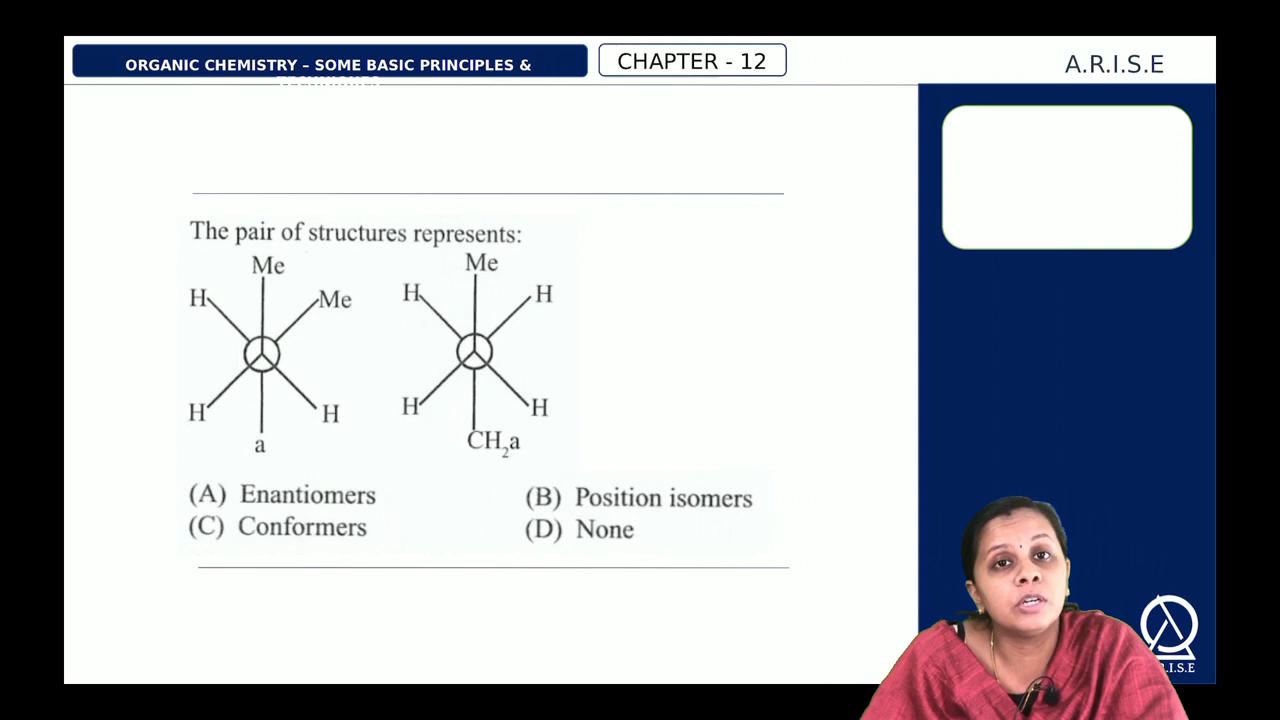 ORGANIC CHEMISTRY – SOME BASIC PRINCIPLES &
CHAPTER - 12
A.R.I.S.E
The pair of structures represents:
Me Me
H Me H H
H H H H
a CH₂a
(A) Enantiomers (B) Position isomers
(C) Conformers (D) None
R.I.S.E